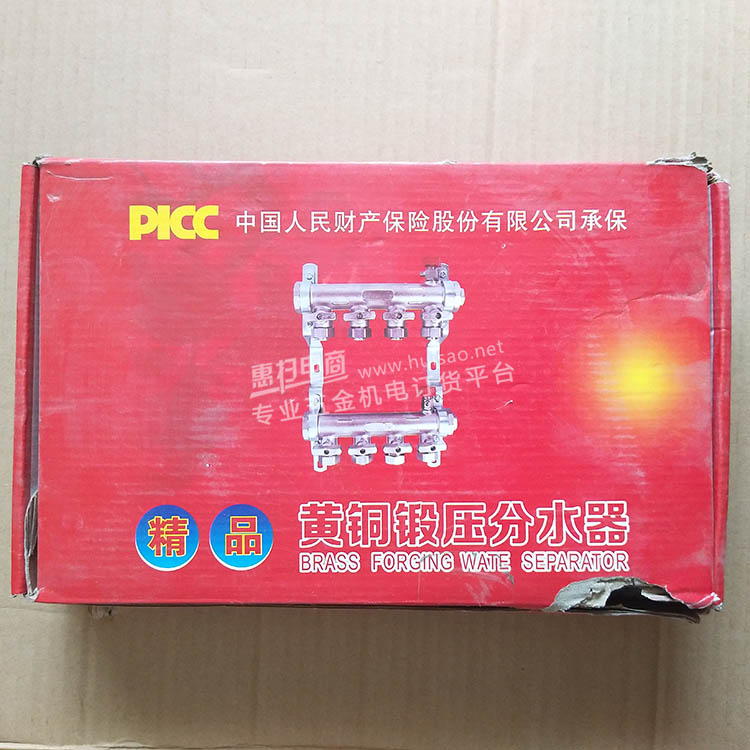 PICC 中国人民财产保险股份有限公司承保
惠扫电商 www.huisao.net
专业五金机电订货平台
精 品 黄铜锻压分水器
BRASS FORGING WATE SEPARATOR